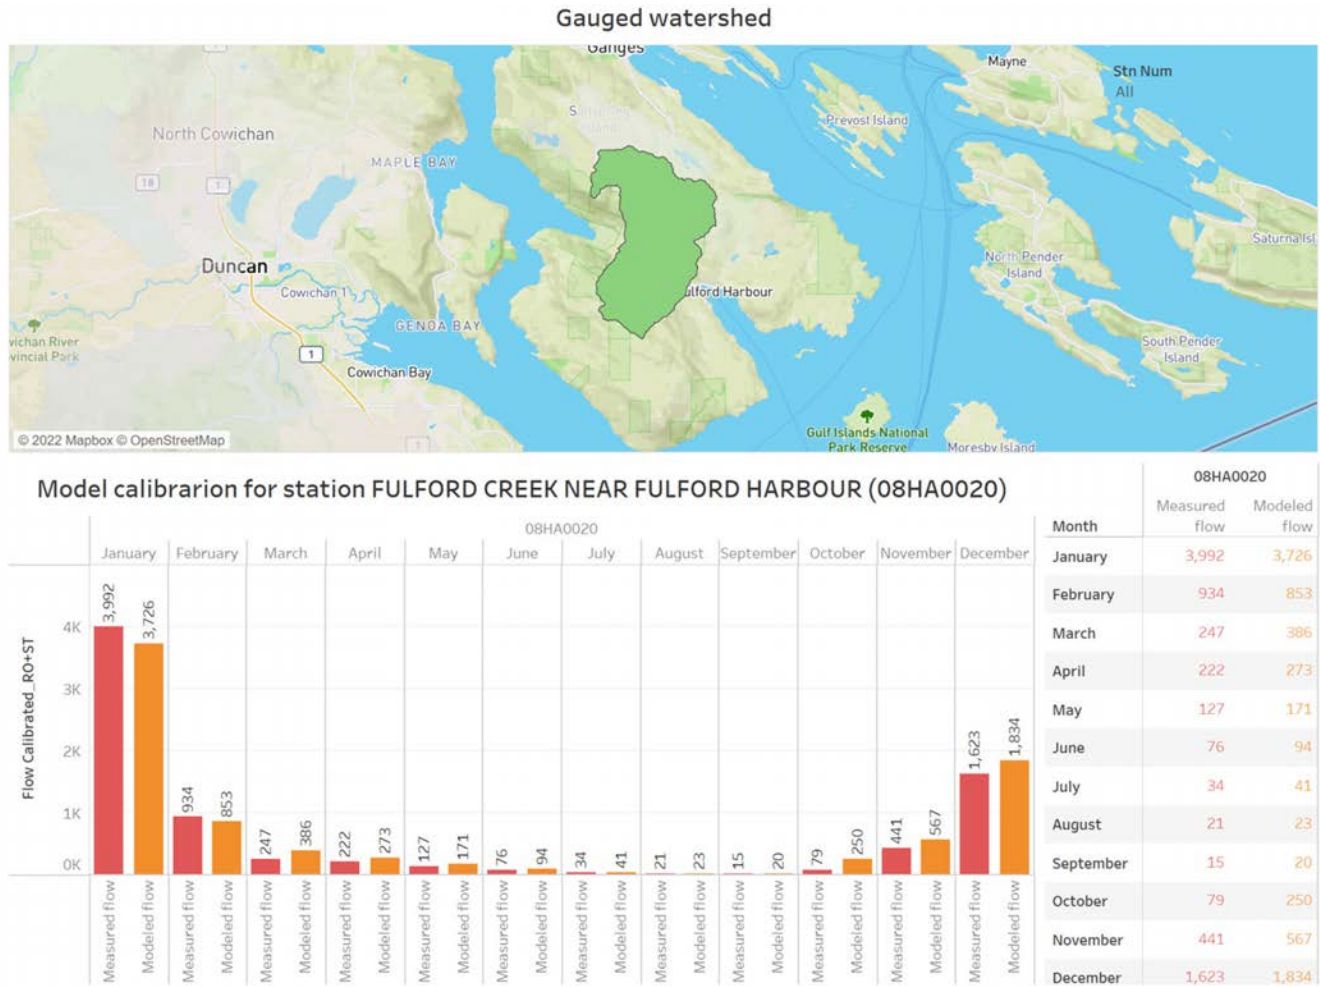 Gauged watershed
Ganges
Mayne
Stn Num
All
Prevost Island
North Cowichan
MAPLE BAY
18
1
Saturna Isl
Duncan
North Pender
Island
Cowichan 1
ulford Harbour
GENOA BAY
wichan River
vincial Park
1
South Pender
Island
Cowichan Bay
Gulf Islands National
Park Reserve
Moresby Island
1
© 2022 Mapbox © OpenStreetMap
Model calibrarion for station FULFORD CREEK NEAR FULFORD HARBOUR (08HA0020)
08HA0020
January February March April May June July August September October November December
Flow Calibrated_RO+ST
4K
3K
2K
1K
0K
3,992 3,726 934 853 247 386 222 273 127 171 76 94 34 41 21 23 15 20 79 250 441 567 1,623 1,834
Measured flow Modeled flow Measured flow Modeled flow Measured flow Modeled flow Measured flow Modeled flow Measured flow Modeled flow Measured flow Modeled flow Measured flow Modeled flow Measured flow Modeled flow Measured flow Modeled flow Measured flow Modeled flow Measured flow Modeled flow Measured flow Modeled flow
08HA0020
Measured Modeled
Month flow flow
January 3,992 3,726
February 934 853
March 247 386
April 222 273
May 127 171
June 76 94
July 34 41
August 21 23
September 15 20
October 79 250
November 441 567
December 1,623 1,834